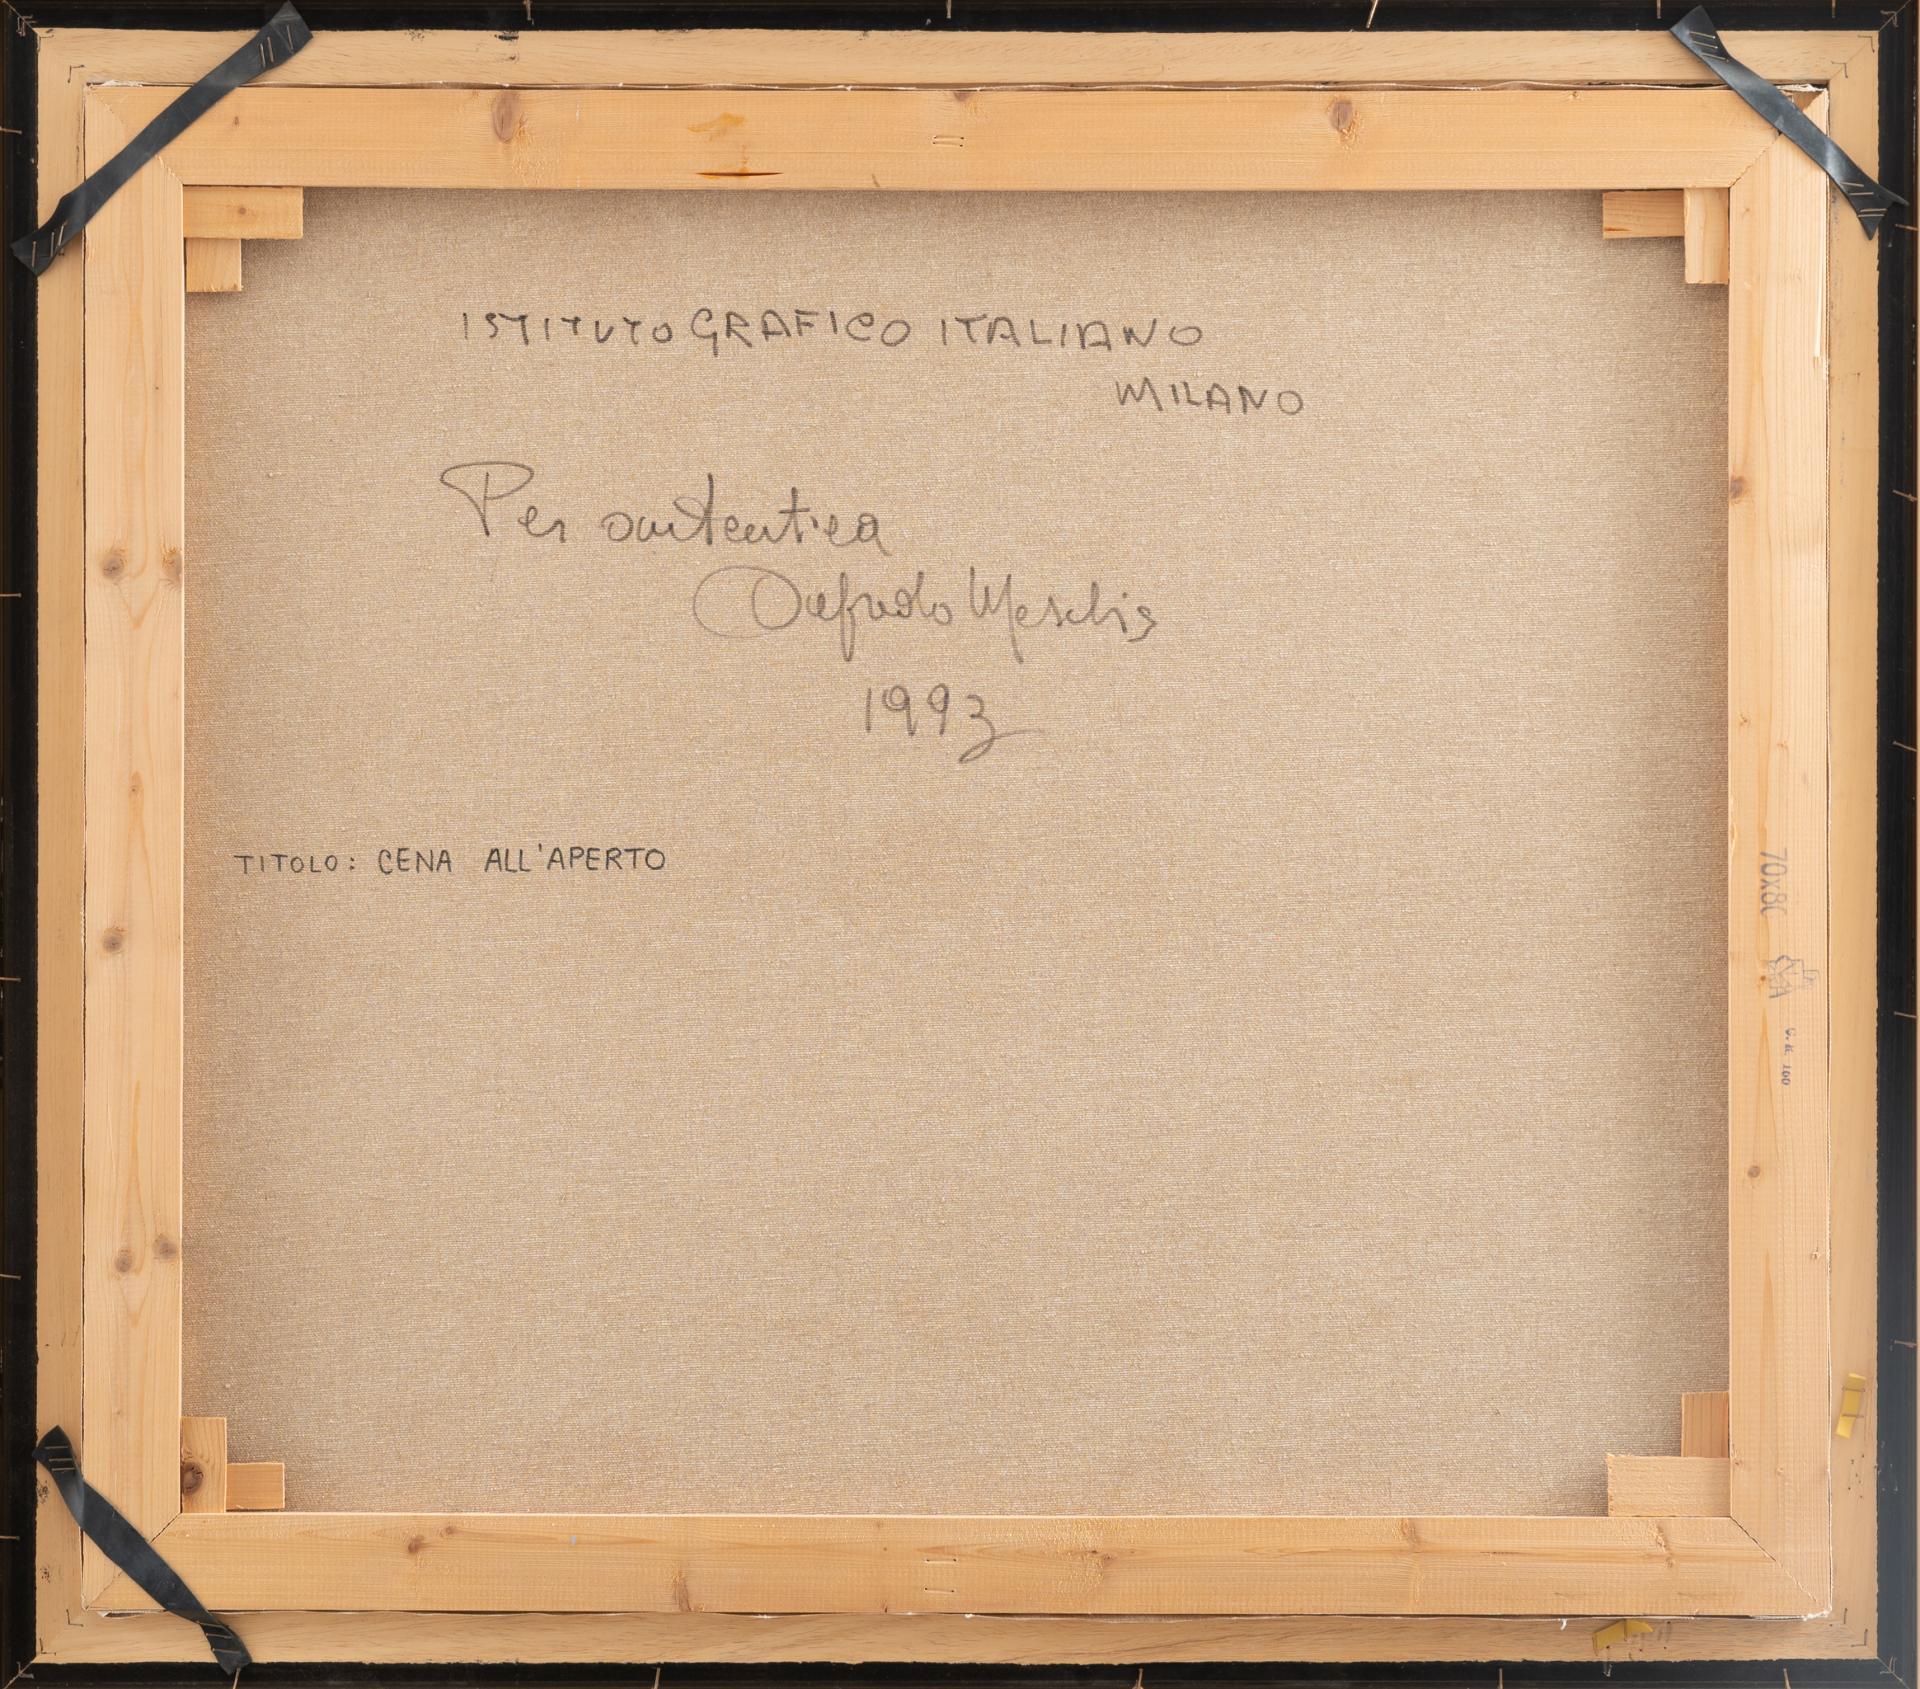 ISTITUTO GRAFICO ITALIANO
MILANO
Per autentica
Alfredo Meschis
1993
TITOLO: CENA ALL'APERTO
70x80